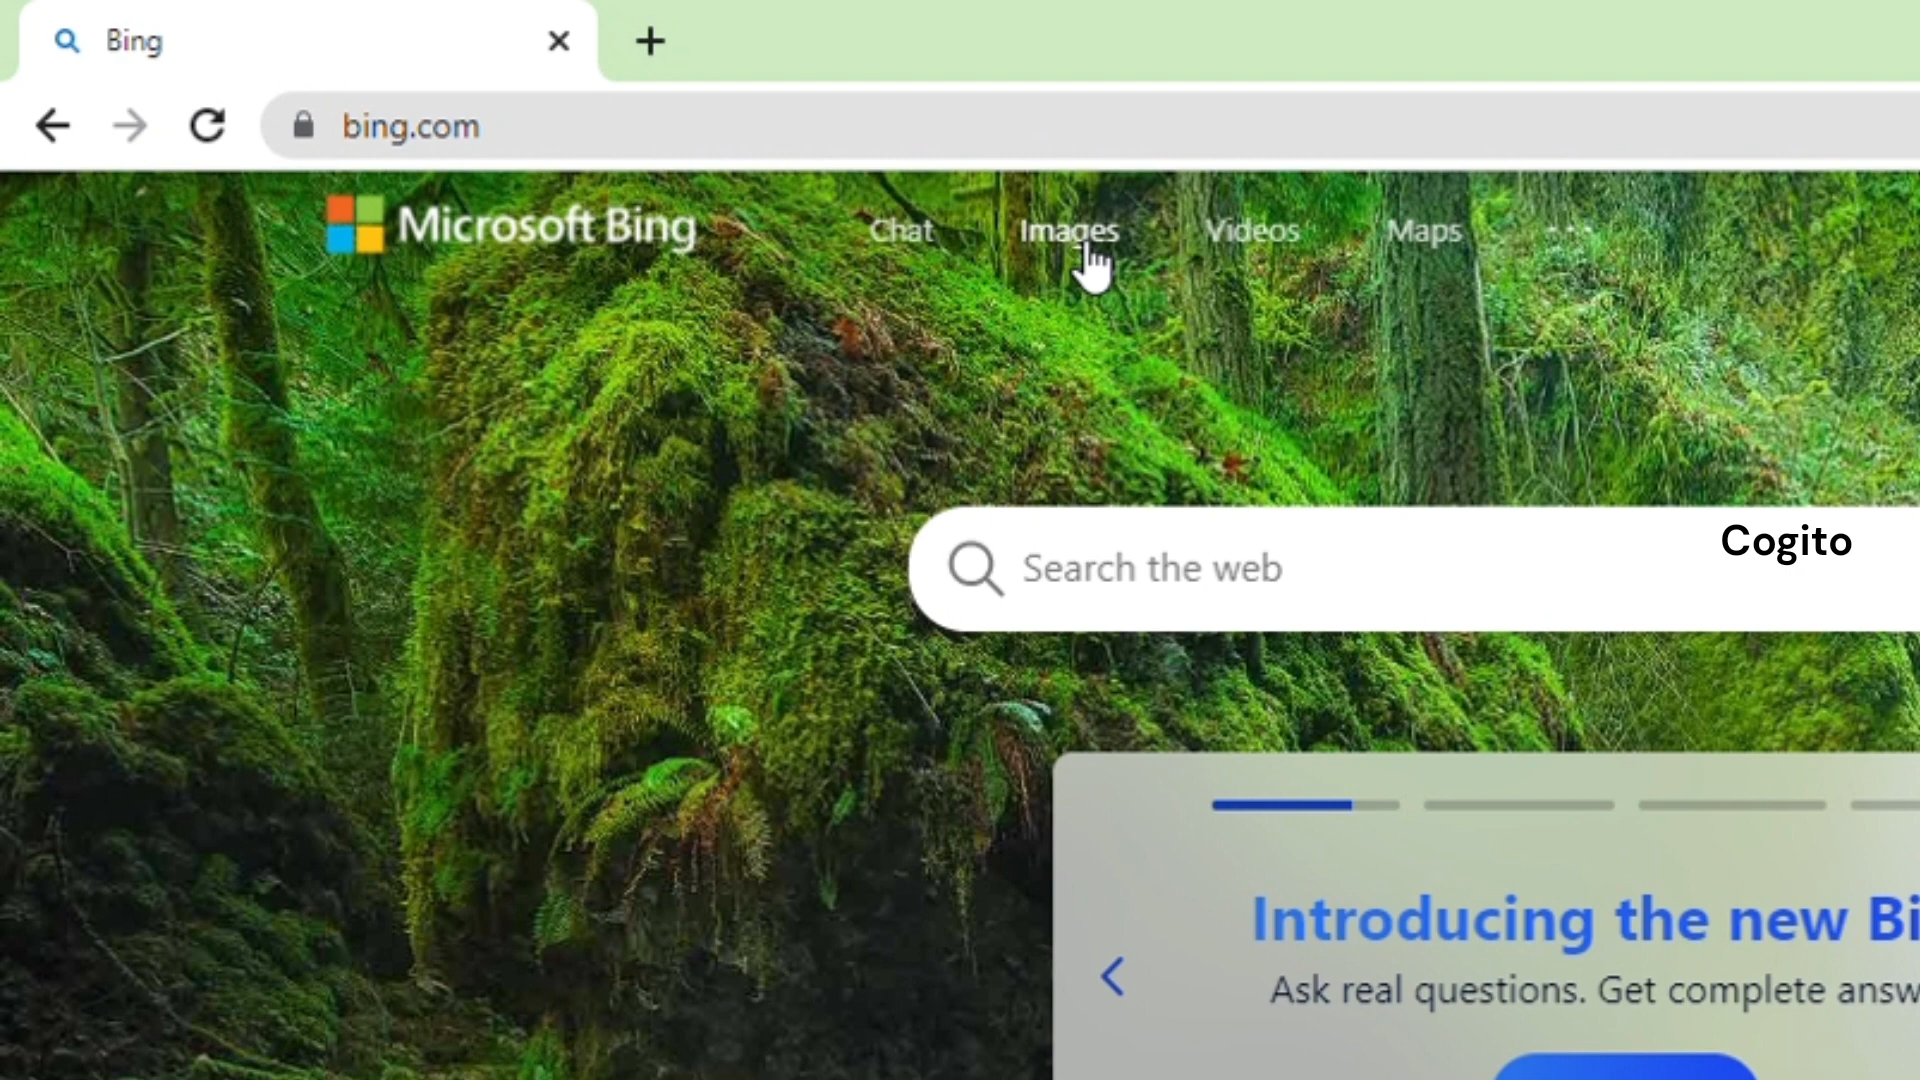 Bing
bing.com
Microsoft Bing
Chat Images Videos Maps ...
Search the web
Cogito
Introducing the new Bi
Ask real questions. Get complete answ